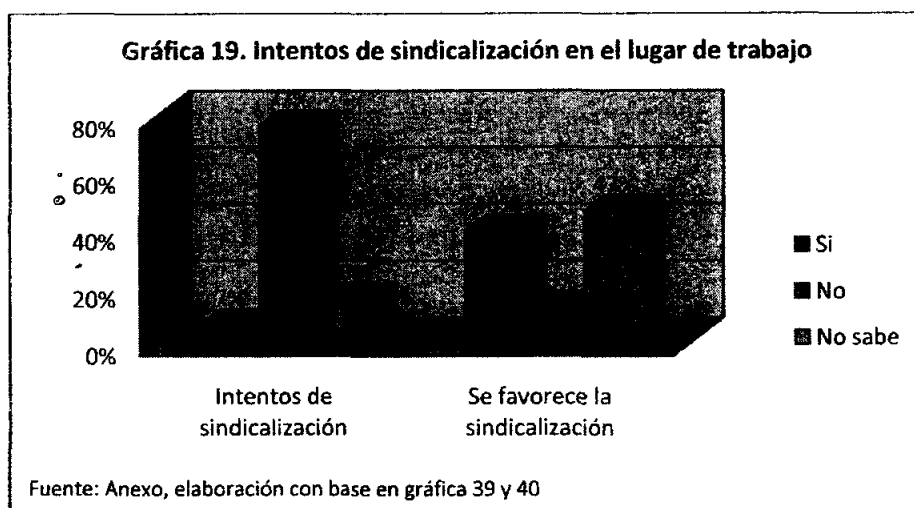 Gráfica 19. Intentos de sindicalización en el lugar de trabajo
80%
60%
40%
20%
0%
Si
No
No sabe
Intentos de
sindicalización
Se favorece la
sindicalización
Fuente: Anexo, elaboración con base en gráfica 39 y 40